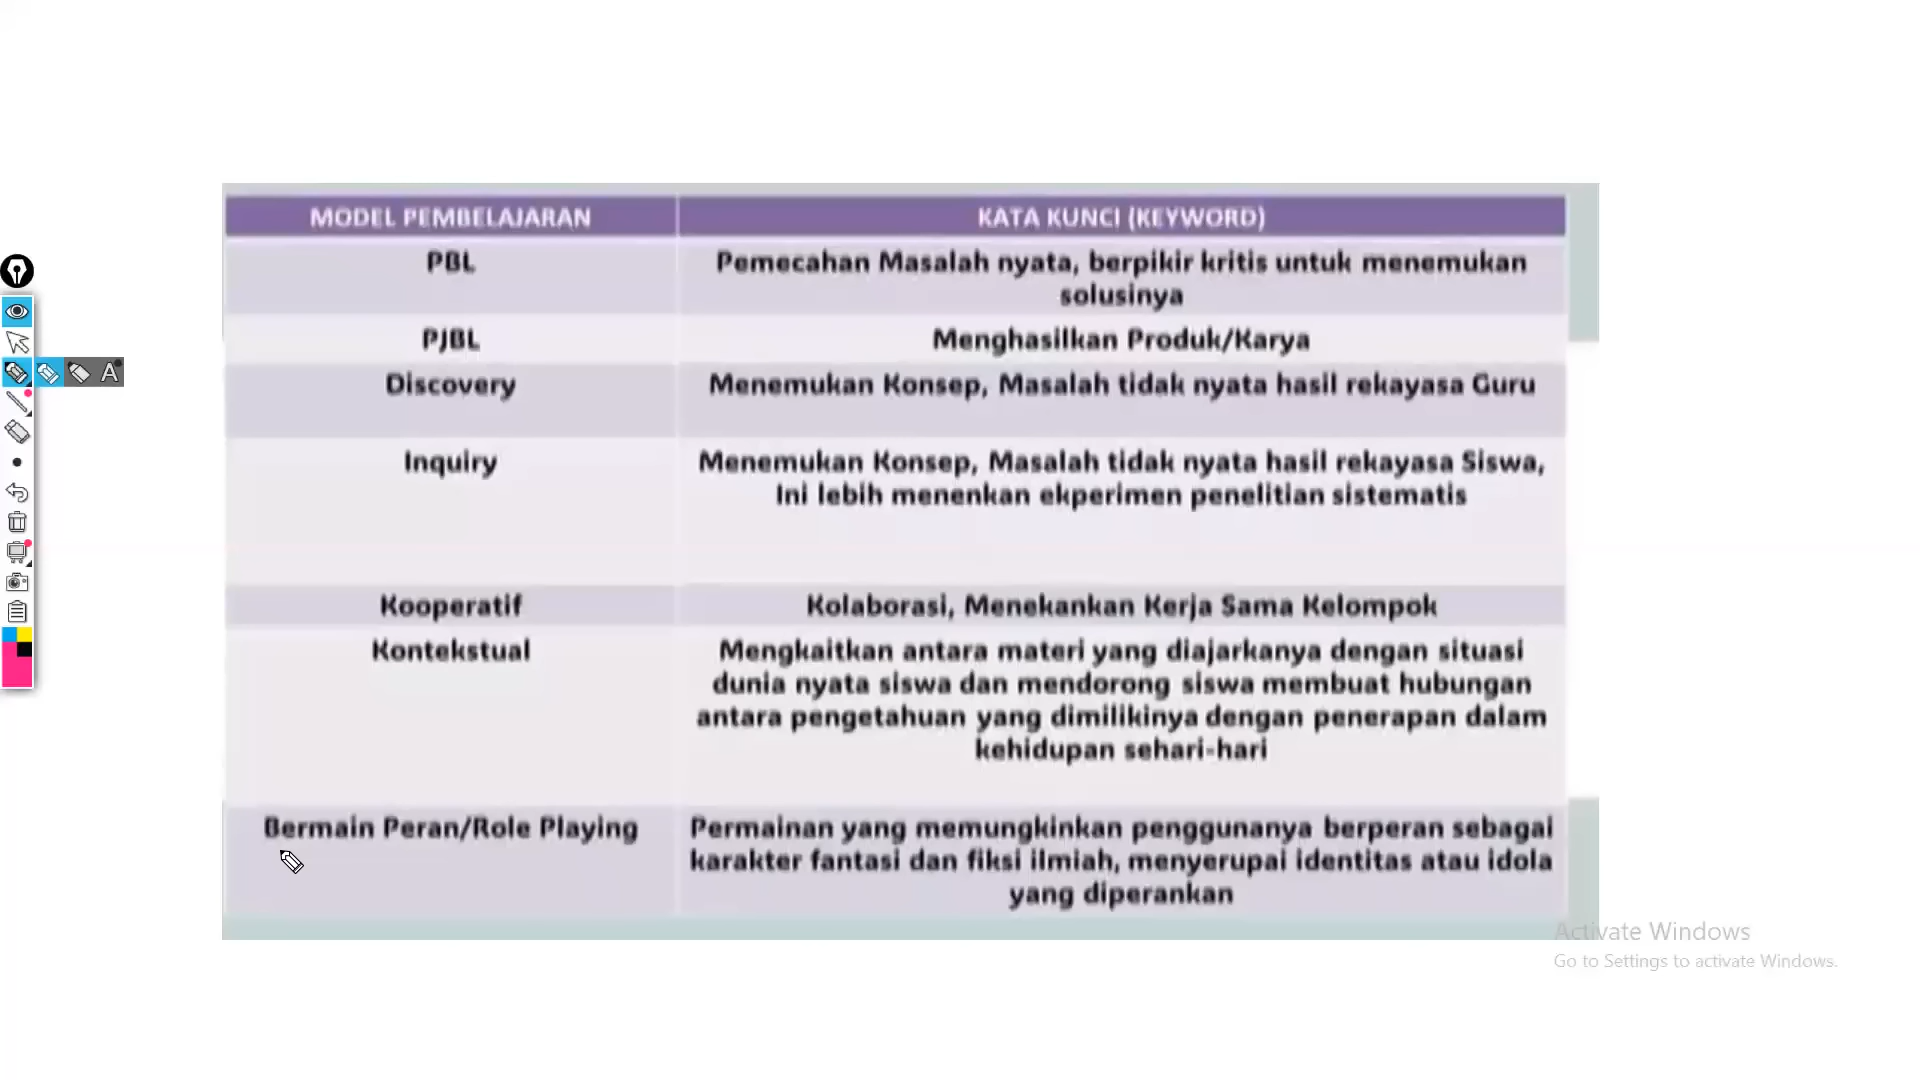 MODEL PEMBELAJARAN
KATA KUNCI (KEYWORD)
PBL
Pemecahan Masalah nyata, berpikir kritis untuk menemukan
solusinya
PJBL
Menghasilkan Produk/Karya
Discovery
Menemukan Konsep, Masalah tidak nyata hasil rekayasa Guru
Inquiry
Menemukan Konsep, Masalah tidak nyata hasil rekayasa Siswa,
Ini lebih menenkan ekperimen penelitian sistematis
Kooperatif
Kolaborasi, Menekankan Kerja Sama Kelompok
Kontekstual
Mengkaitkan antara materi yang diajarkanya dengan situasi
dunia nyata siswa dan mendorong siswa membuat hubungan
antara pengetahuan yang dimilikinya dengan penerapan dalam
kehidupan sehari-hari
Bermain Peran/Role Playing
Permainan yang memungkinkan penggunanya berperan sebagai
karakter fantasi dan fiksi ilmiah, menyerupai identitas atau idola
yang diperankan
A
Activate Windows
Go to Settings to activate Windows.